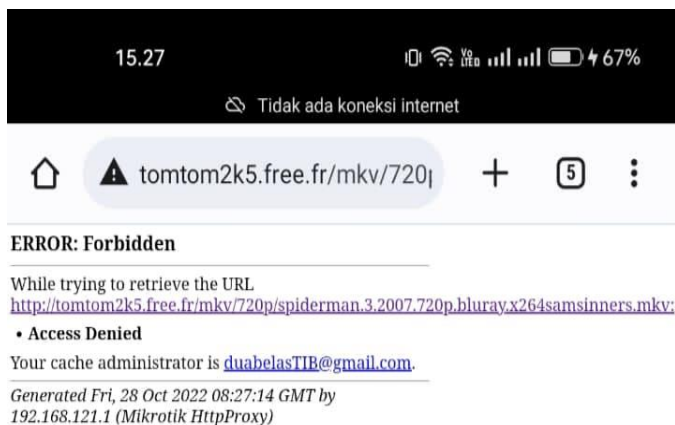 15.27 67%
Tidak ada koneksi internet
tomtom2k5.free.fr/mkv/720p 5
ERROR: Forbidden
While trying to retrieve the URL
http://tomtom2k5.free.fr/mkv/720p/spiderman.3.2007.720p.bluray.x264samsinners.mkv:
• Access Denied
Your cache administrator is duabelasTIB@gmail.com.
Generated Fri, 28 Oct 2022 08:27:14 GMT by
192.168.121.1 (Mikrotik HttpProxy)